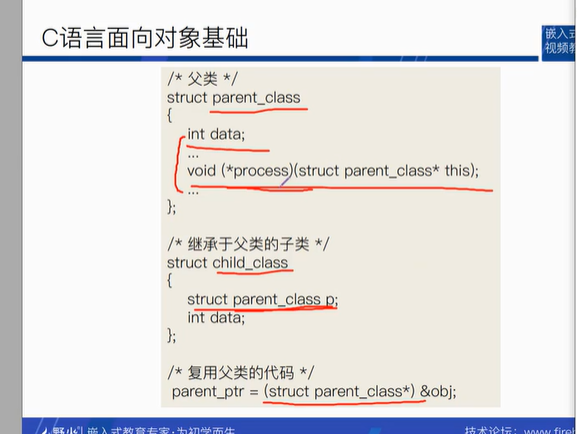 C语言面向对象基础
嵌入式
视频教
/* 父类 */
struct parent_class
{
int data;
...
void (*process)(struct parent_class* this);
...
};
/* 继承于父类的子类 */
struct child_class
{
struct parent_class p;
int data;
};
/* 复用父类的代码 */
parent_ptr = (struct parent_class*) &obj;
野火 嵌入式教育专家·为初学而生
技术论坛：www.firel